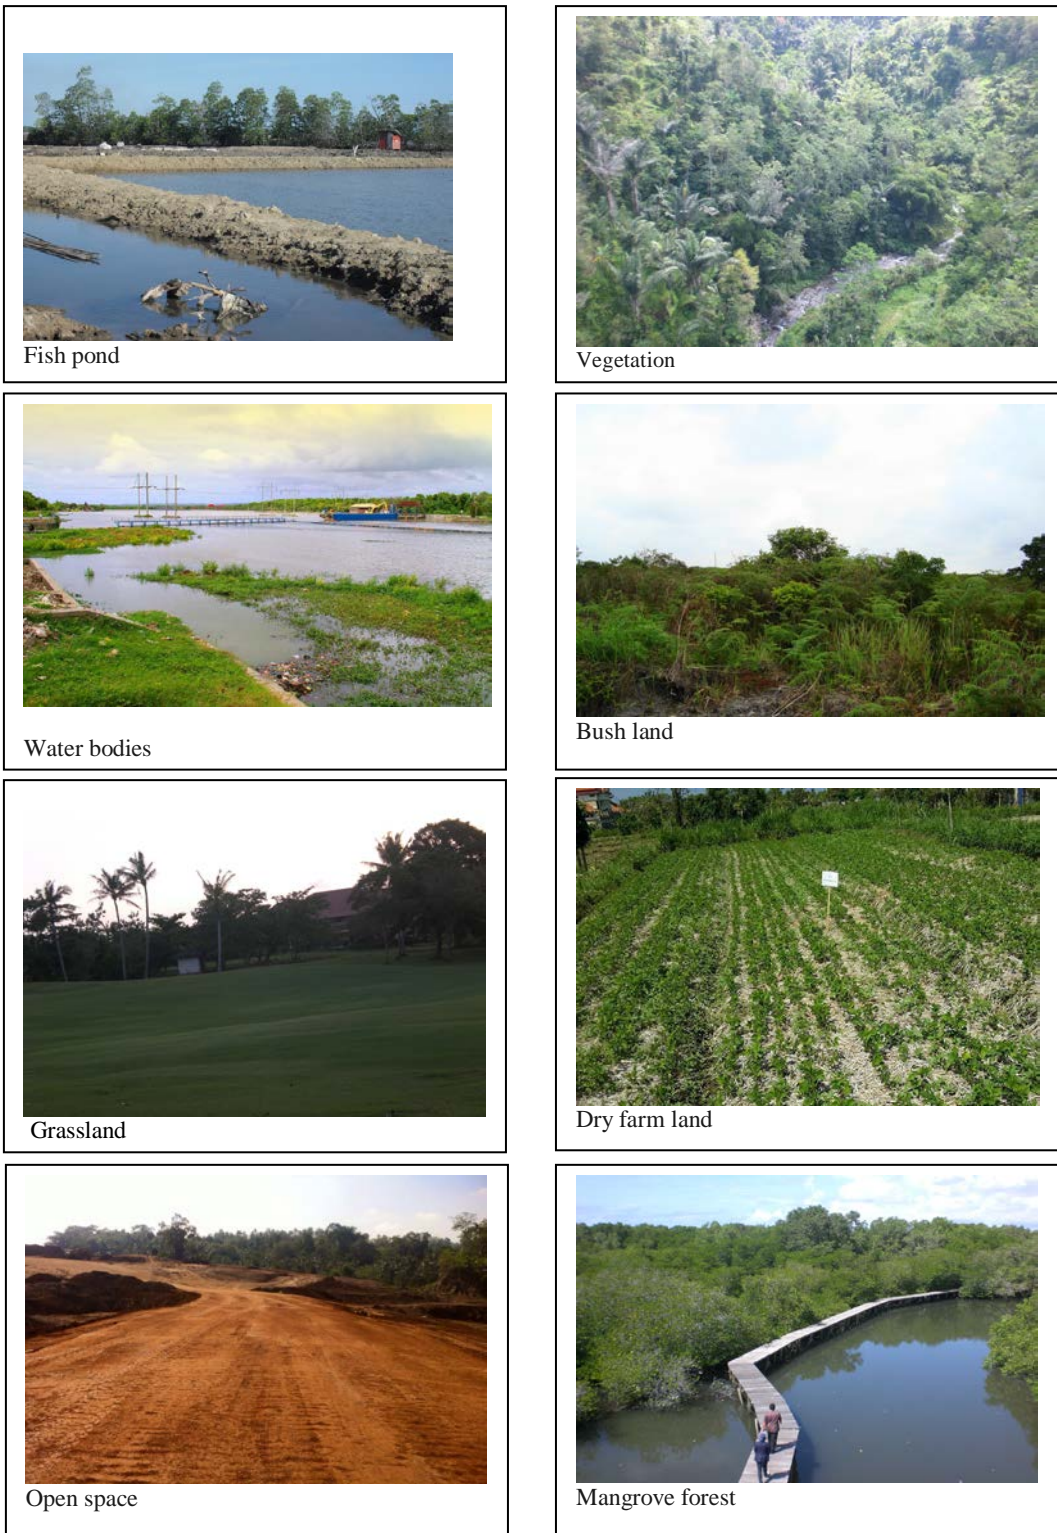 Fish pond
Vegetation
Water bodies
Bush land
Grassland
Dry farm land
Open space
Mangrove forest